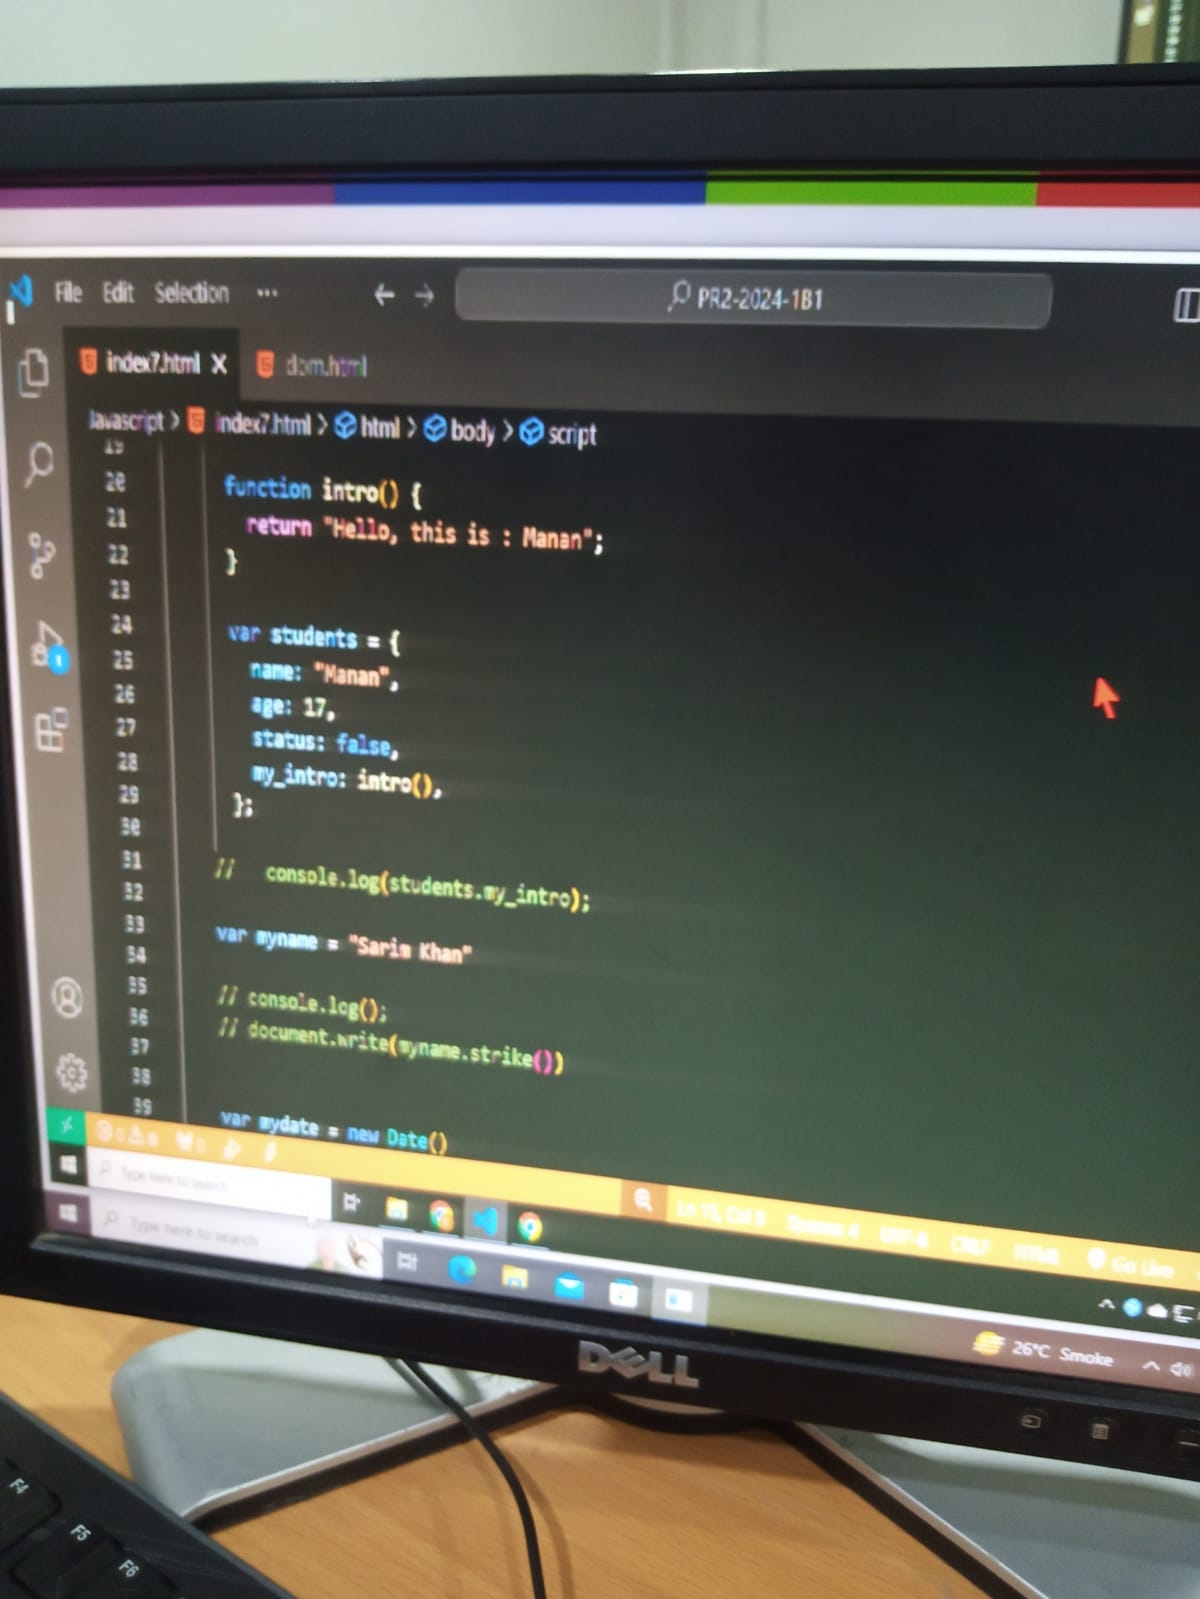 File Edit Selection ... PR2-2024-1B1
index7.html X dom.html
Javascript > index7.html > html > body > script
19
20 function intro() {
21 return "Hello, this is : Manan";
22 }
23
24 var students = {
25 name: "Manan",
26 age: 17,
27 status: false,
28 my_intro: intro(),
29 };
30
31 // console.log(students.my_intro);
32
33 var myname = "Sarim Khan"
34
35 // console.log();
36 // document.write(myname.strike())
37
38
39 var mydate = new Date()
Ln 15, Col 9 Spaces: 4 UTF-8 CRLF HTML Go Live
Type here to search
Type here to search
26°C Smoke
DELL
F4
F5
F6